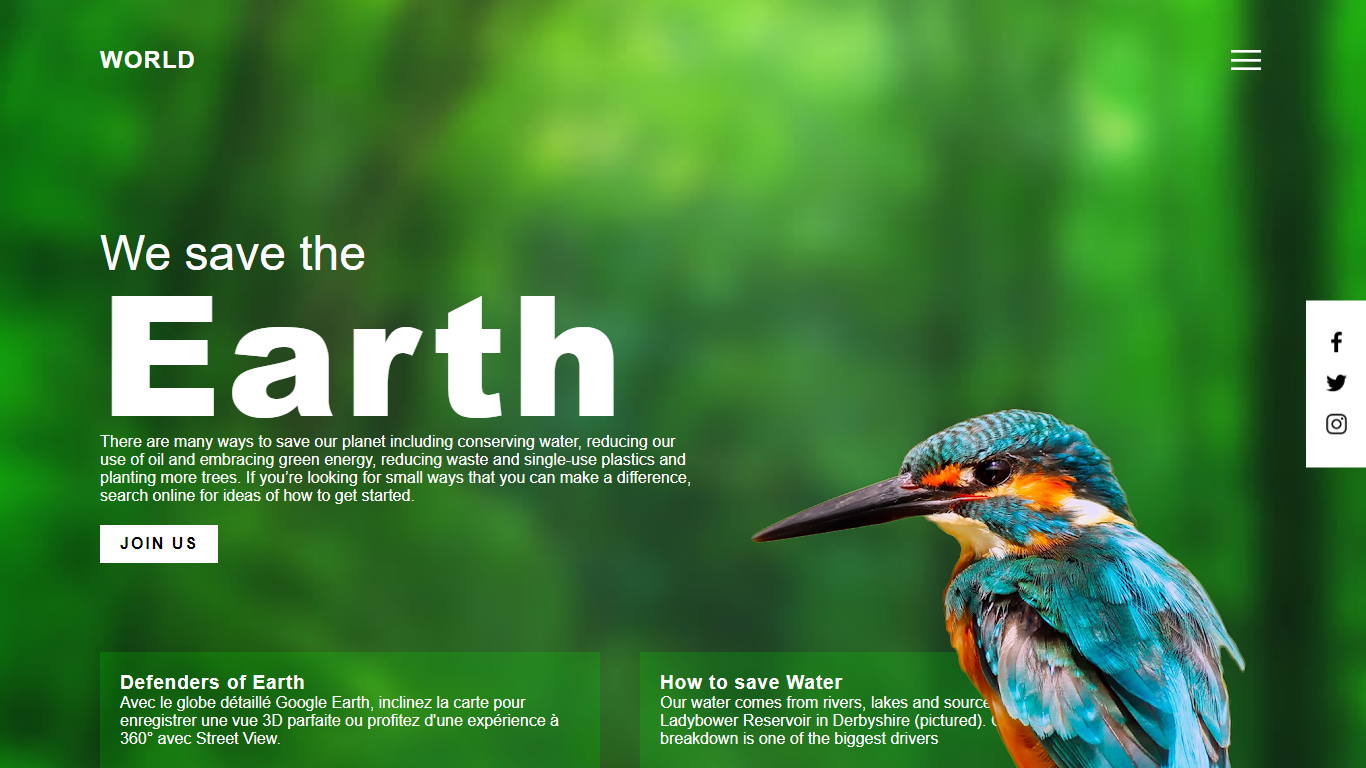 WORLD
We save the
Earth
There are many ways to save our planet including conserving water, reducing our
use of oil and embracing green energy, reducing waste and single-use plastics and
planting more trees. If you're looking for small ways that you can make a difference,
search online for ideas of how to get started.
JOIN US
Defenders of Earth
Avec le globe détaillé Google Earth, inclinez la carte pour
enregistrer une vue 3D parfaite ou profitez d'une expérience à
360° avec Street View.
How to save Water
Our water comes from rivers, lakes and source
Ladybower Reservoir in Derbyshire (pictured).
breakdown is one of the biggest drivers